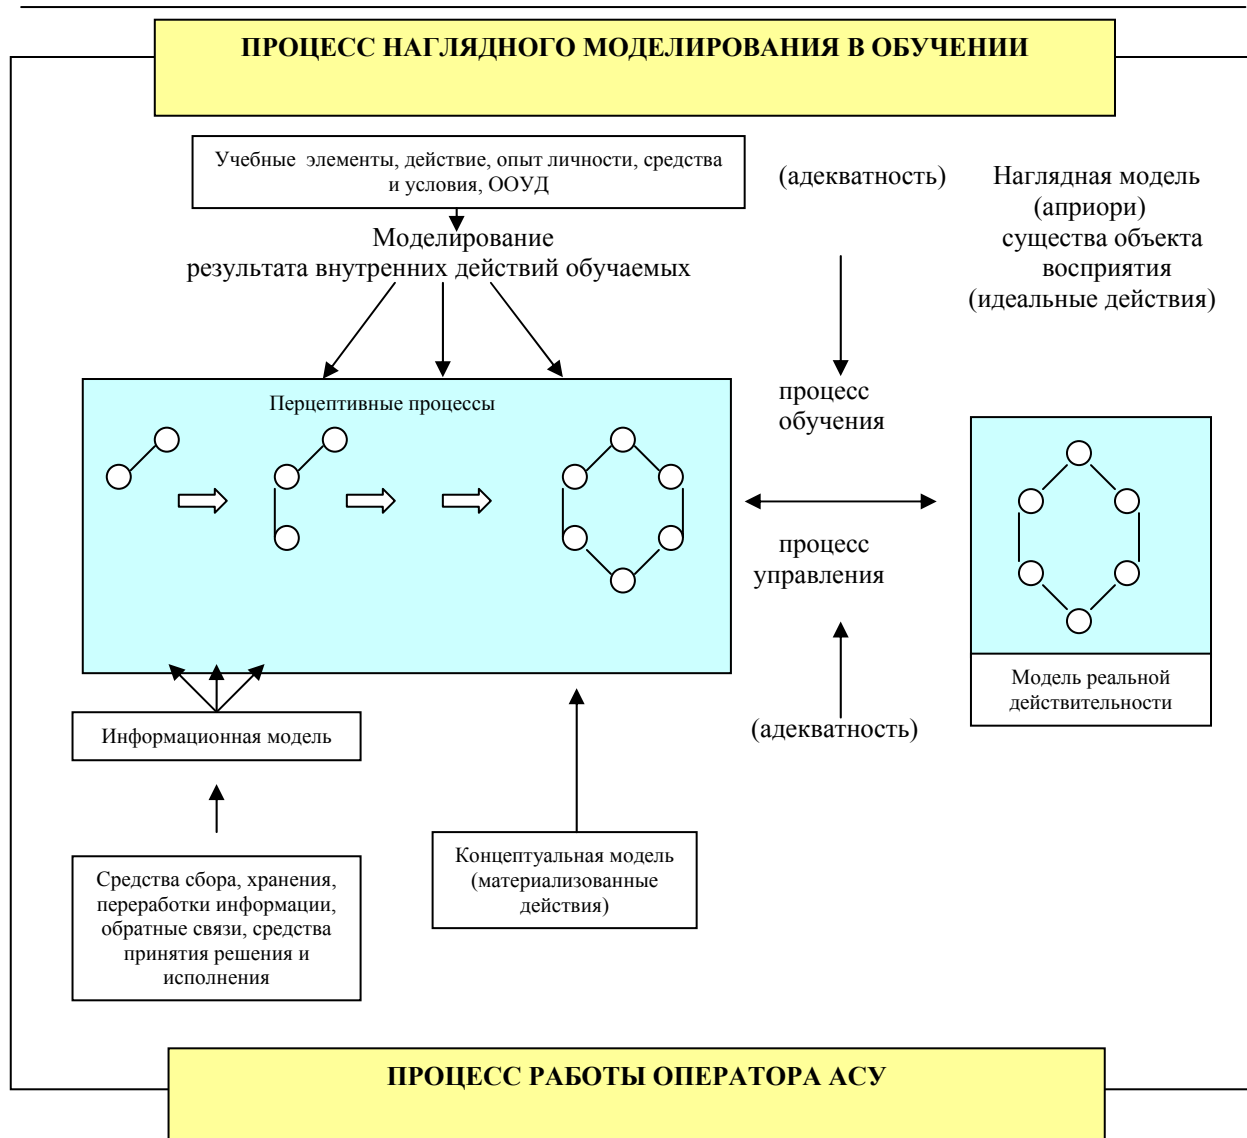 ПРОЦЕСС НАГЛЯДНОГО МОДЕЛИРОВАНИЯ В ОБУЧЕНИИ
Учебные элементы, действие, опыт личности, средства
и условия, ООУД
(адекватность)
Наглядная модель
(априори)
существа объекта
восприятия
(идеальные действия)
Моделирование
результата внутренних действий обучаемых
Перцептивные процессы
процесс
обучения
процесс
управления
(адекватность)
Модель реальной
действительности
Информационная модель
Средства сбора, хранения,
переработки информации,
обратные связи, средства
принятия решения и
исполнения
Концептуальная модель
(материализованные
действия)
ПРОЦЕСС РАБОТЫ ОПЕРАТОРА АСУ